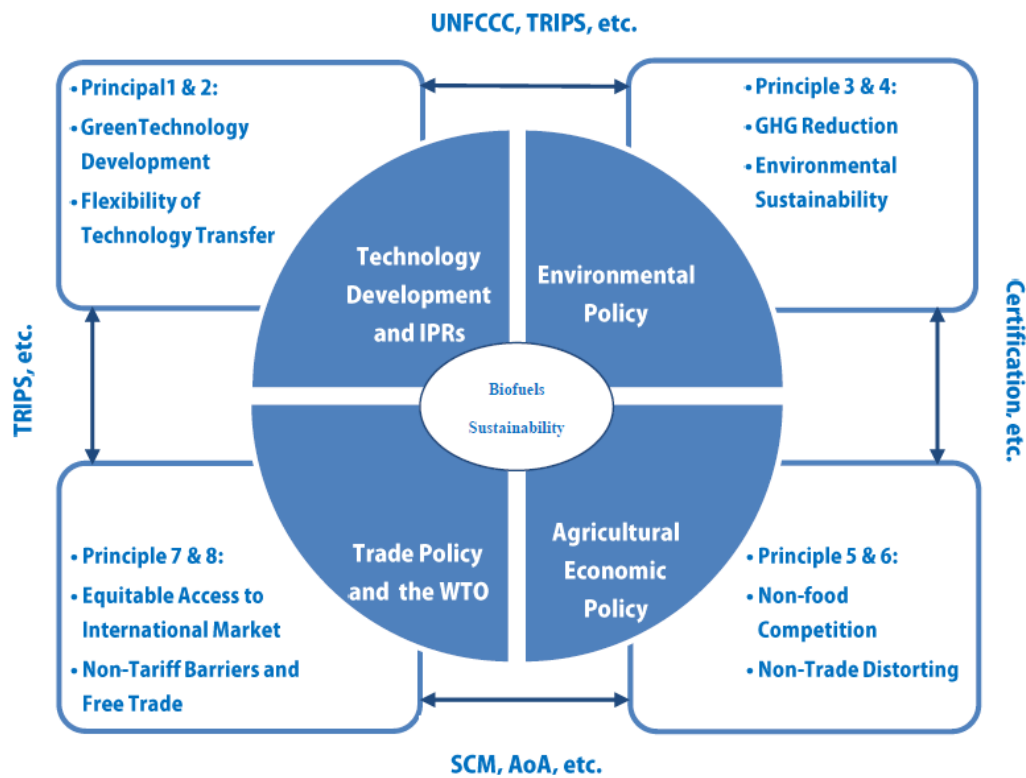 UNFCCC, TRIPS, etc.
• Principal1 & 2:
• GreenTechnology
Development
• Flexibility of
Technology Transfer
• Principle 3 & 4:
• GHG Reduction
• Environmental
Sustainability
Technology
Development
and IPRs
Environmental
Policy
TRIPS, etc.
Certification, etc.
Biofuels
Sustainability
Trade Policy
and the WTO
Agricultural
Economic
Policy
• Principle 7 & 8:
• Equitable Access to
International Market
• Non-Tariff Barriers and
Free Trade
• Principle 5 & 6:
• Non-food
Competition
• Non-Trade Distorting
SCM, AoA, etc.